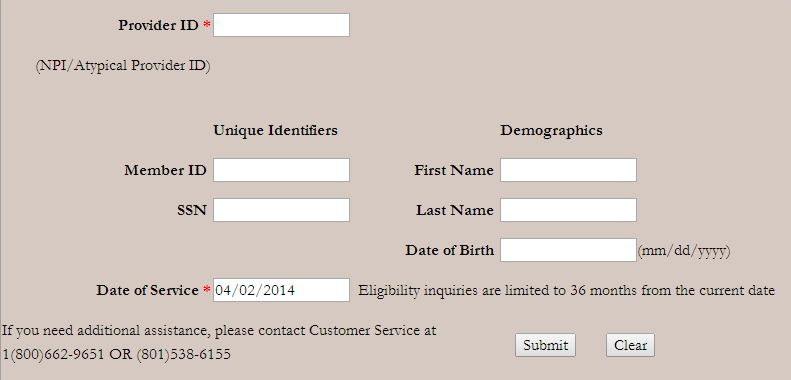 Provider ID *
(NPI/Atypical Provider ID)
Unique Identifiers Demographics
Member ID First Name
SSN Last Name
Date of Birth (mm/dd/yyyy)
Date of Service * 04/02/2014 Eligibility inquiries are limited to 36 months from the current date
If you need additional assistance, please contact Customer Service at
1(800)662-9651 OR (801)538-6155 Submit Clear